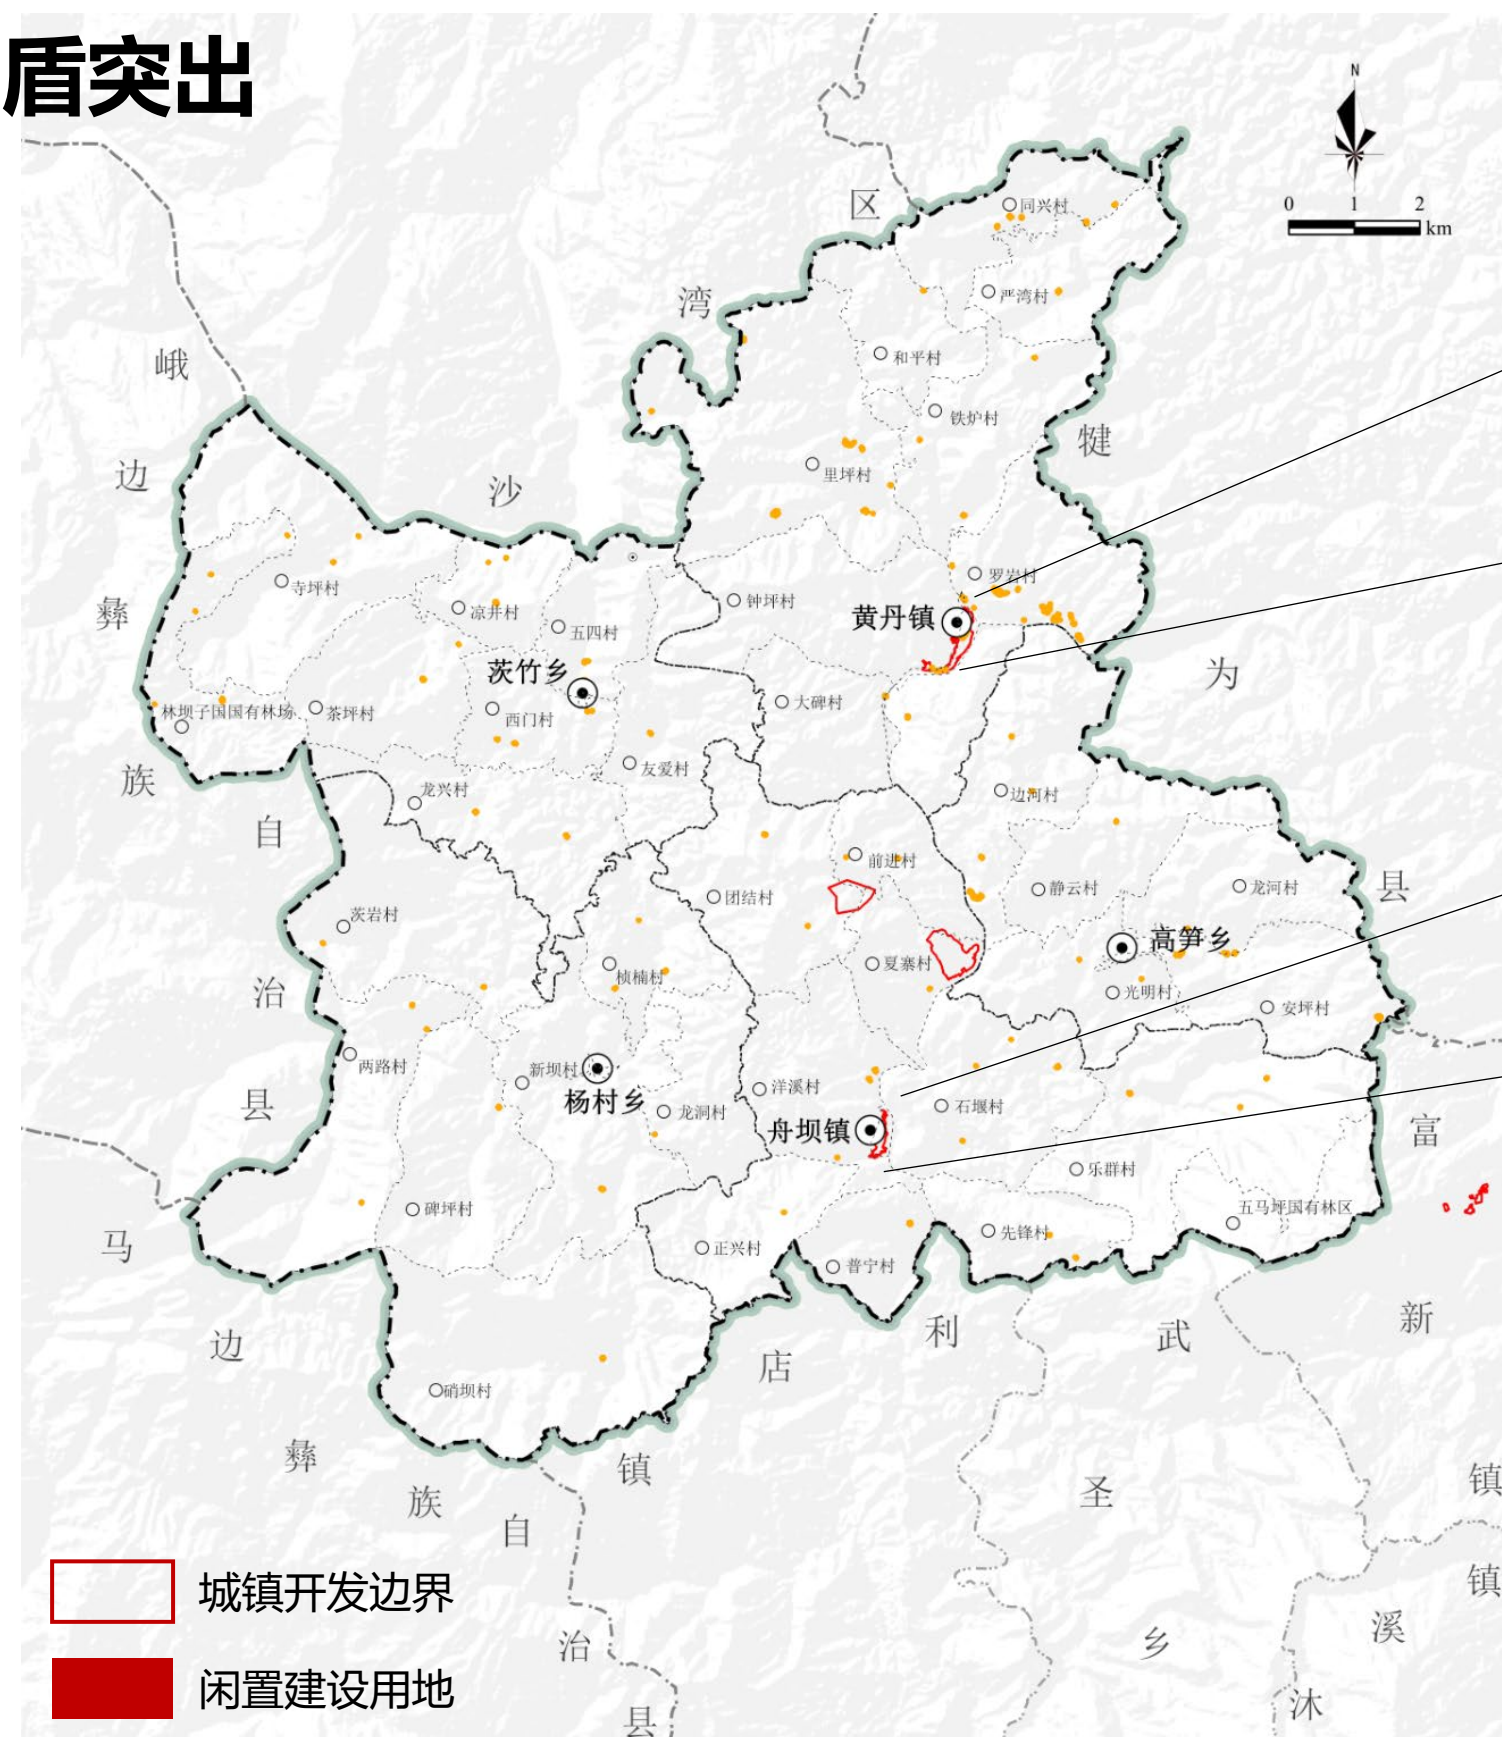 盾突出
N
0 1 2
km
区
同兴村
湾
严湾村
峨
和平村
铁炉村
犍
边
沙
里坪村
彝
寺坪村
凉井村
五四村
钟坪村
罗岩村
黄丹镇
茨竹乡
为
林坝子国国有林场
茶坪村
西门村
大碑村
族
友爱村
龙兴村
边河村
自
前进村
县
团结村
静云村
龙河村
茨岩村
高笋乡
夏寨村
治
桢楠村
光明村
安坪村
两路村
新坝村
洋溪村
县
杨村乡
龙洞村
石堰村
舟坝镇
富
乐群村
碑坪村
五马坪国有林区
马
正兴村
先锋村
普宁村
边
利
武
新
店
硝坝村
彝
镇
族
圣
镇
自
城镇开发边界
镇
治
乡
溪
闲置建设用地
县
沐